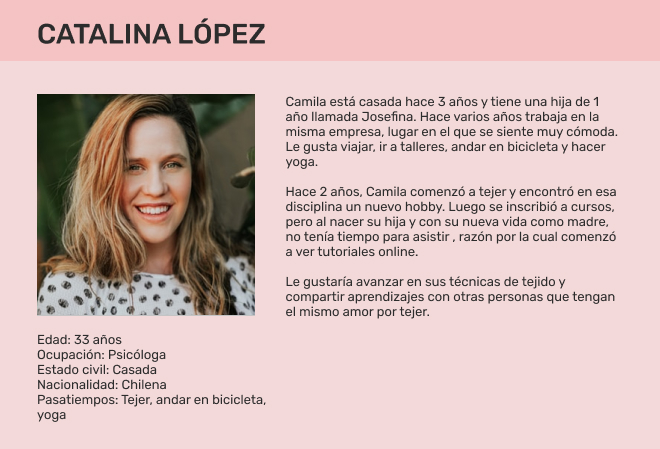 CATALINA LÓPEZ
Camila está casada hace 3 años y tiene una hija de 1
año llamada Josefina. Hace varios años trabaja en la
misma empresa, lugar en el que se siente muy cómoda.
Le gusta viajar, ir a talleres, andar en bicicleta y hacer
yoga.
Hace 2 años, Camila comenzó a tejer y encontró en esa
disciplina un nuevo hobby. Luego se inscribió a cursos,
pero al nacer su hija y con su nueva vida como madre,
no tenía tiempo para asistir , razón por la cual comenzó
a ver tutoriales online.
Le gustaría avanzar en sus técnicas de tejido y
compartir aprendizajes con otras personas que tengan
el mismo amor por tejer.
Edad: 33 años
Ocupación: Psicóloga
Estado civil: Casada
Nacionalidad: Chilena
Pasatiempos: Tejer, andar en bicicleta,
yoga